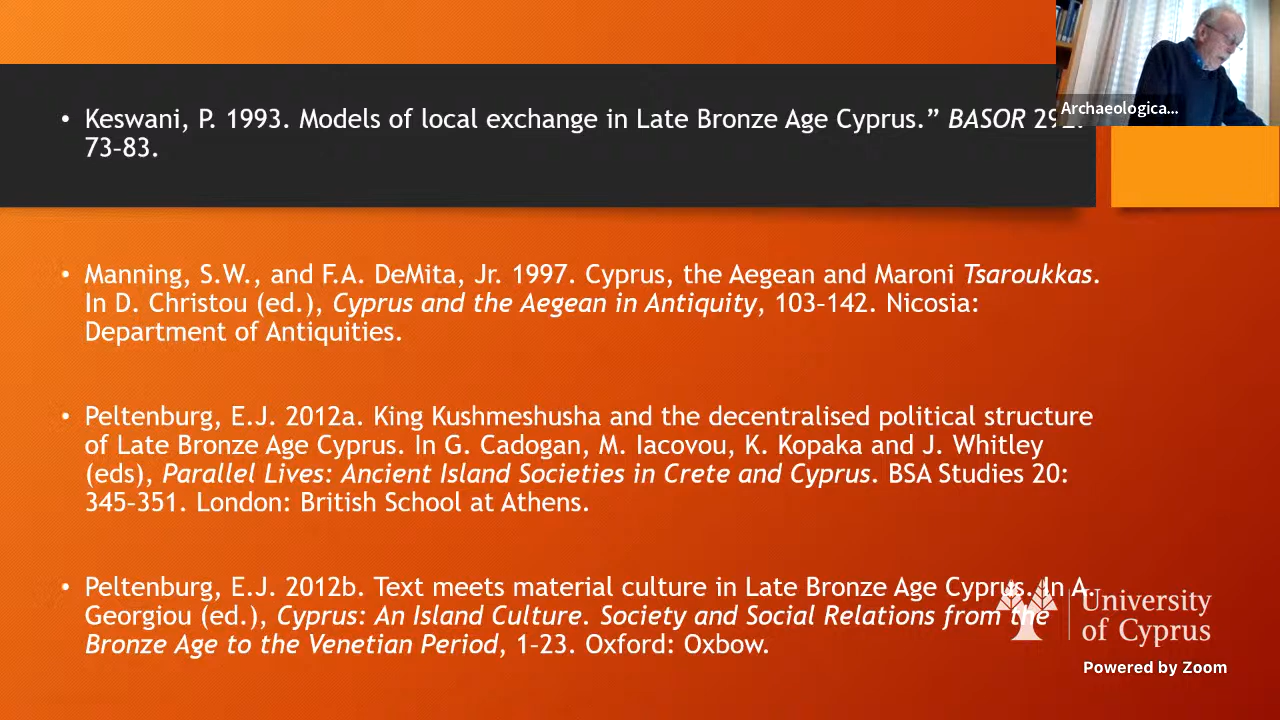 • Keswani, P. 1993. Models of local exchange in Late Bronze Age Cyprus.” BASOR
73–83.
Archaeologica...
• Manning, S.W., and F.A. DeMita, Jr. 1997. Cyprus, the Aegean and Maroni Tsaroukkas.
In D. Christou (ed.), Cyprus and the Aegean in Antiquity, 103–142. Nicosia:
Department of Antiquities.
• Peltenburg, E.J. 2012a. King Kushmeshusha and the decentralised political structure
of Late Bronze Age Cyprus. In G. Cadogan, M. Iacovou, K. Kopaka and J. Whitley
(eds), Parallel Lives: Ancient Island Societies in Crete and Cyprus. BSA Studies 20:
345–351. London: British School at Athens.
• Peltenburg, E.J. 2012b. Text meets material culture in Late Bronze Age Cyprus. In A.
Georgiou (ed.), Cyprus: An Island Culture. Society and Social Relations from the
Bronze Age to the Venetian Period, 1–23. Oxford: Oxbow.
University
of Cyprus
Powered by Zoom